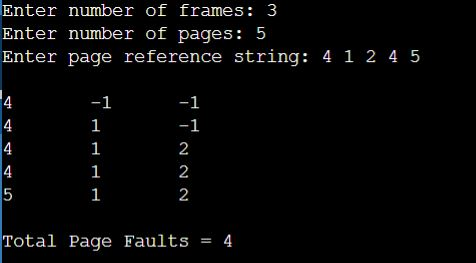 Enter number of frames: 3
Enter number of pages: 5
Enter page reference string: 4 1 2 4 5
4 -1 -1
4 1 -1
4 1 2
4 1 2
5 1 2
Total Page Faults = 4